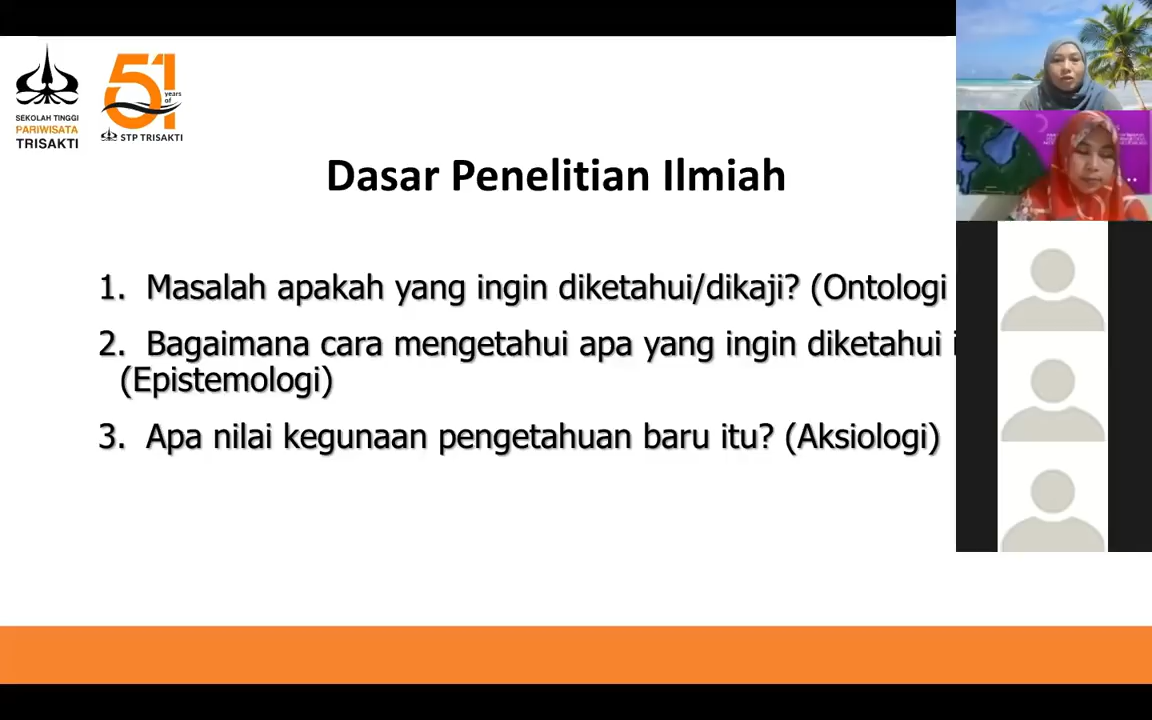 SEKOLAH TINGGI
PARIWISATA
TRISAKTI
51
years
of
STP TRISAKTI
Dasar Penelitian Ilmiah
1. Masalah apakah yang ingin diketahui/dikaji? (Ontologi
2. Bagaimana cara mengetahui apa yang ingin diketahui
(Epistemologi)
3. Apa nilai kegunaan pengetahuan baru itu? (Aksiologi)